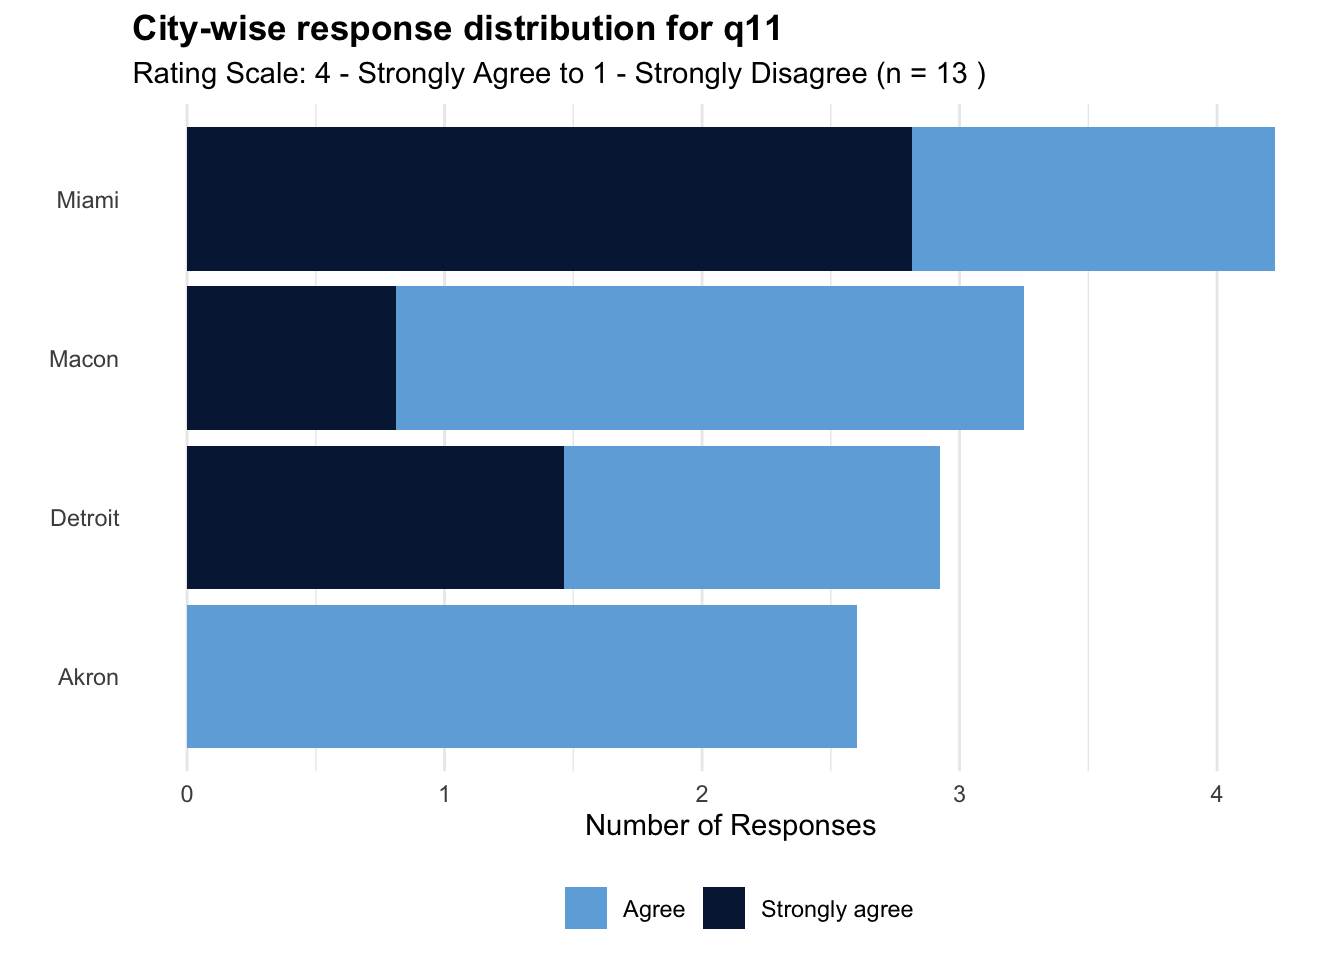 City-wise response distribution for q11
Rating Scale: 4 - Strongly Agree to 1 - Strongly Disagree (n = 13 )
Miami
Macon
Detroit
Akron
0 1 2 3 4
Number of Responses
Agree Strongly agree